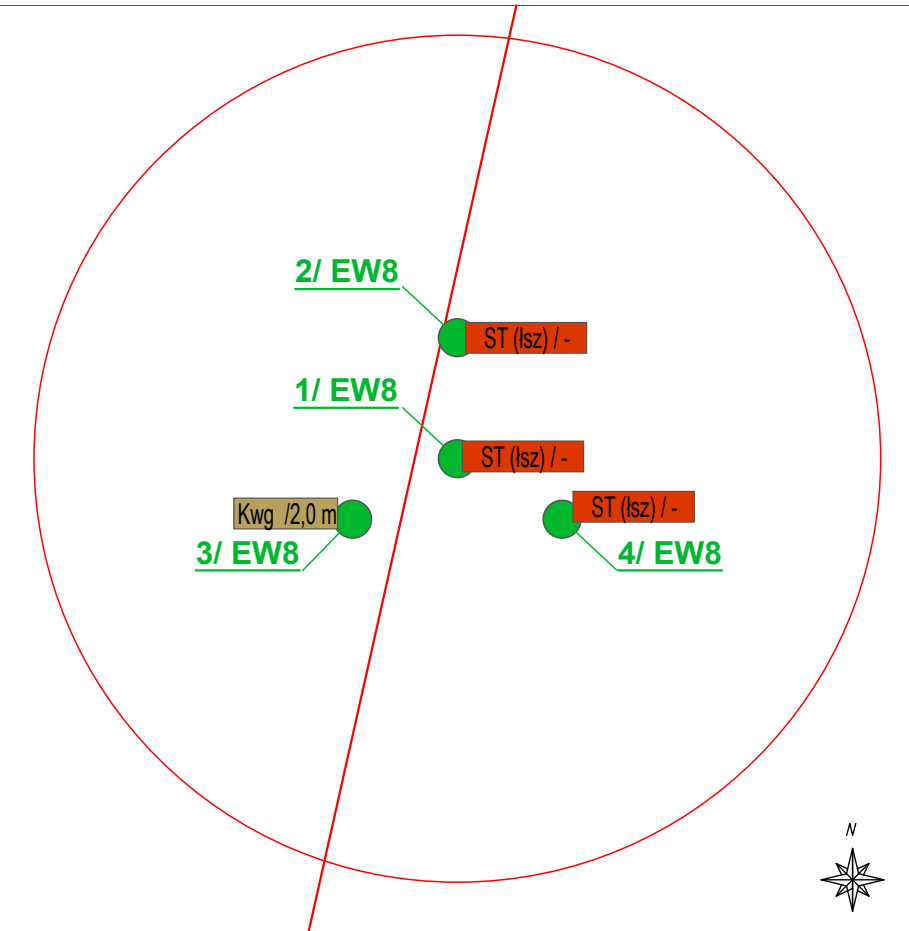 2/ EW8
ST (łsz) / -
1/ EW8
ST (łsz) / -
Kwg /2,0 m
ST (łsz) / -
3/ EW8
4/ EW8
N